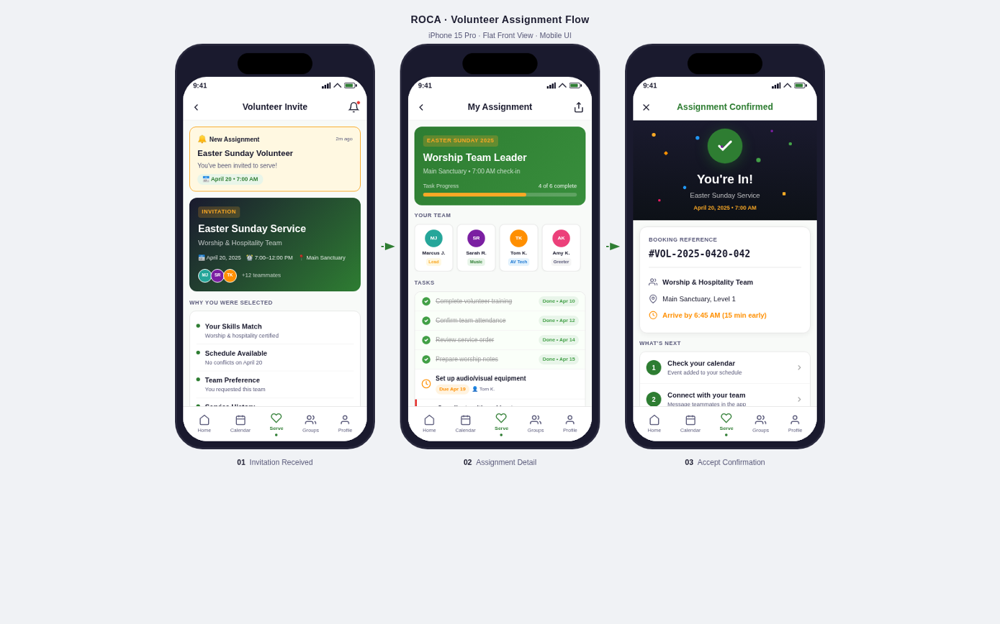 ROCA · Volunteer Assignment Flow
iPhone 15 Pro · Flat Front View · Mobile UI
9:41
Volunteer Invite
New Assignment
2m ago
Easter Sunday Volunteer
You've been invited to serve!
April 20 • 7:00 AM
INVITATION
Easter Sunday Service
Worship & Hospitality Team
April 20, 2025 7:00–12:00 PM Main Sanctuary
MJ SR TK +12 teammates
WHY YOU WERE SELECTED
Your Skills Match
Worship & hospitality certified
Schedule Available
No conflicts on April 20
Team Preference
You requested this team
Service History
Home Calendar Serve Groups Profile
01 Invitation Received
9:41
My Assignment
EASTER SUNDAY 2025
Worship Team Leader
Main Sanctuary • 7:00 AM check-in
Task Progress 4 of 6 complete
YOUR TEAM
MJ SR TK AK
Marcus J. Sarah R. Tom K. Amy K.
Lead Music AV Tech Greeter
TASKS
Complete volunteer training Done • Apr 10
Confirm team attendance Done • Apr 12
Review service order Done • Apr 14
Prepare worship notes Done • Apr 15
Set up audio/visual equipment
Due Apr 19 Tom K.
Home Calendar Serve Groups Profile
02 Assignment Detail
9:41
Assignment Confirmed
You're In!
Easter Sunday Service
April 20, 2025 • 7:00 AM
BOOKING REFERENCE
#VOL-2025-0420-042
Worship & Hospitality Team
Main Sanctuary, Level 1
Arrive by 6:45 AM (15 min early)
WHAT'S NEXT
1 Check your calendar
Event added to your schedule
2 Connect with your team
Message teammates in the app
Home Calendar Serve Groups Profile
03 Accept Confirmation